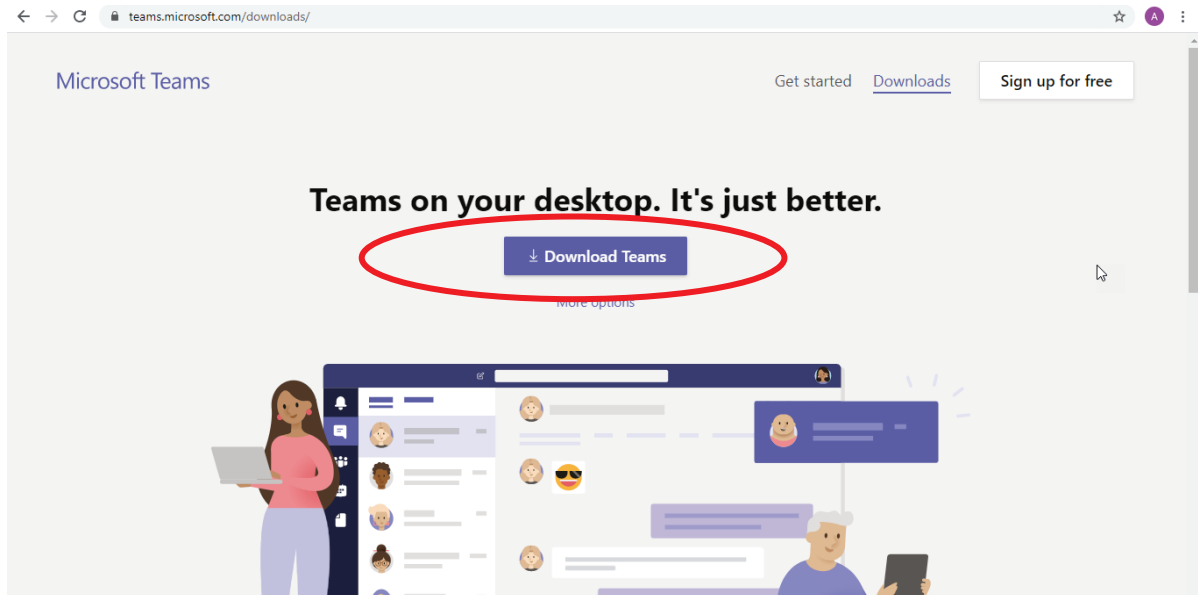 teams.microsoft.com/downloads/
A
Microsoft Teams
Get started
Downloads
Sign up for free
Teams on your desktop. It's just better.
Download Teams
More options